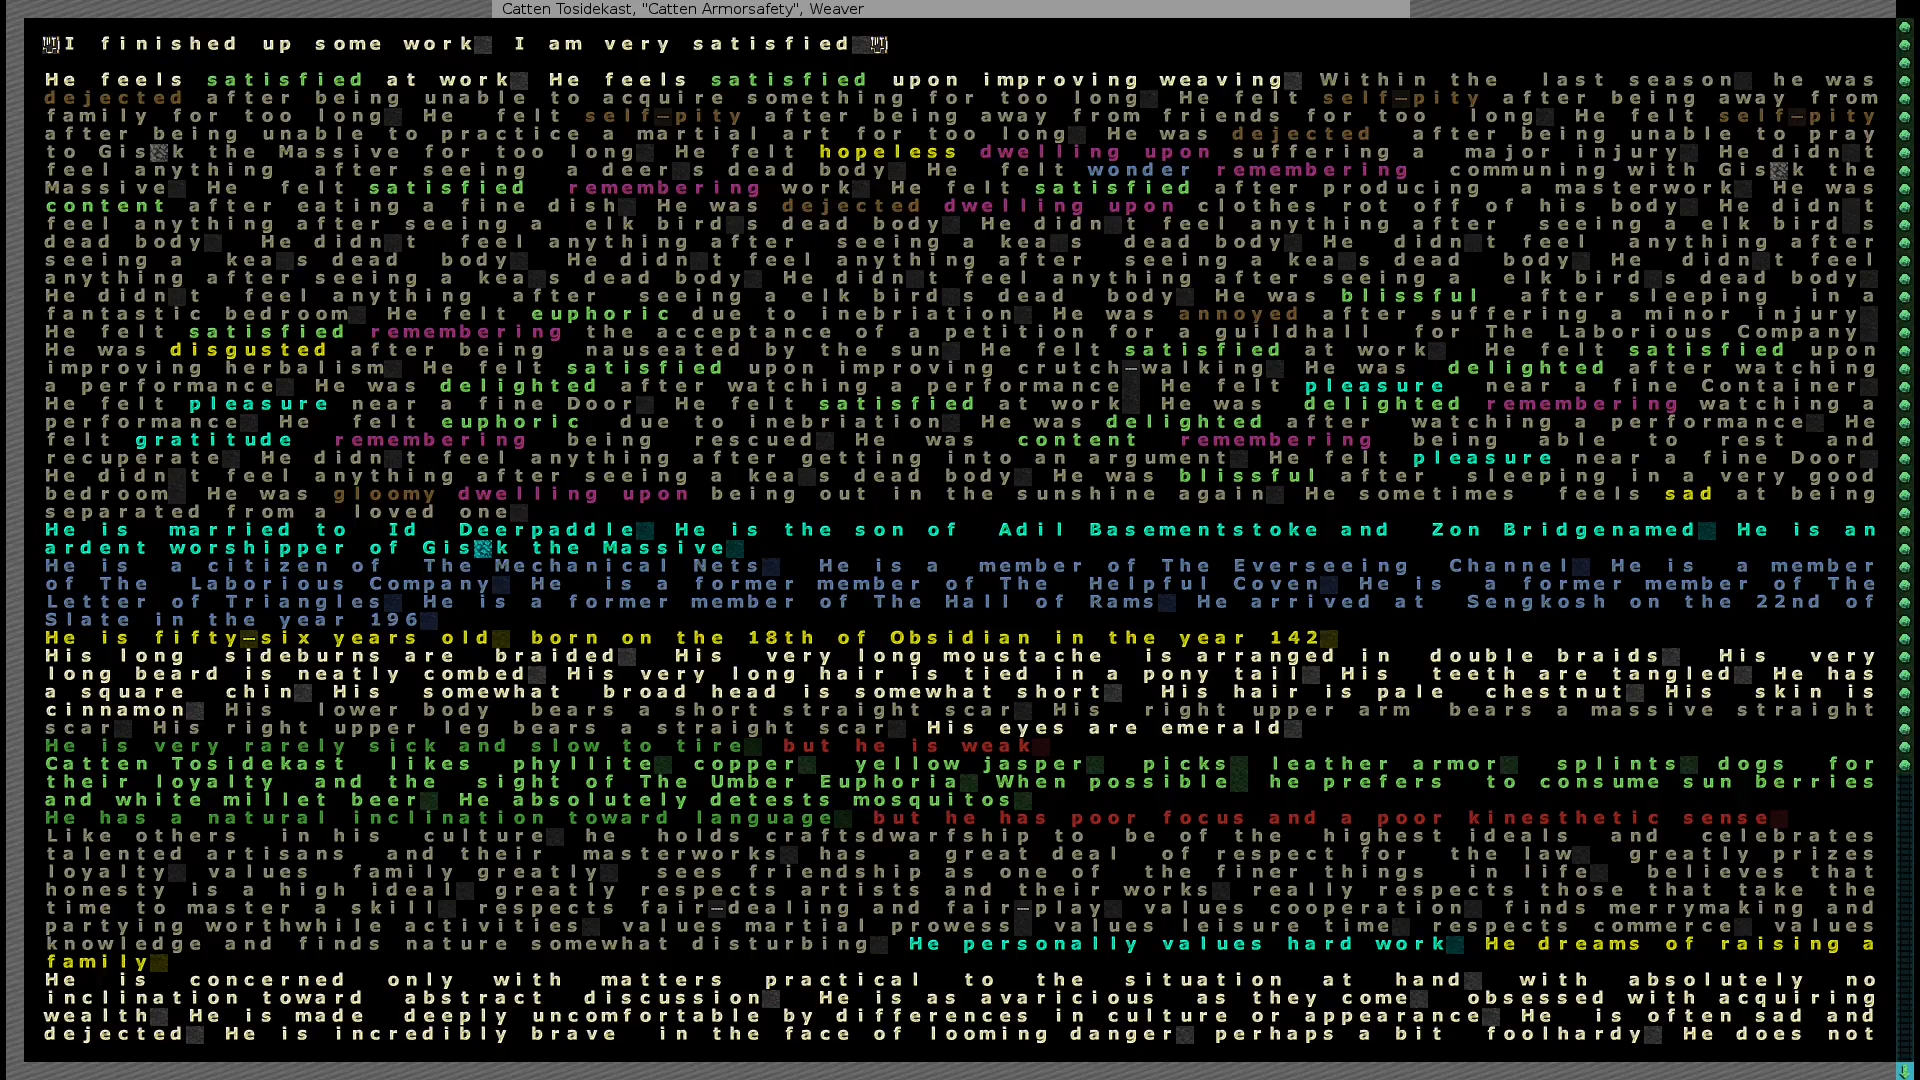 Catten Tosidekast, "Catten Armorsafety", Weaver
I finished up some work I am very satisfied
He feels satisfied at work He feels satisfied upon improving weaving Within the last season he was
dejected after being unable to acquire something for too long He felt self-pity after being away from
family for too long He felt self-pity after being away from friends for too long He felt self-pity
after being unable to practice a martial art for too long He was dejected after being unable to pray
to Gis k the Massive for too long He felt hopeless dwelling upon suffering a major injury He didn t
feel anything after seeing a deer s dead body He felt wonder remembering communing with Gis k the
Massive He felt satisfied remembering work He felt satisfied after producing a masterwork He was
content after eating a fine dish He was dejected dwelling upon clothes rot off of his body He didn t
feel anything after seeing a elk bird s dead body He didn t feel anything after seeing a elk bird s
dead body He didn t feel anything after seeing a kea s dead body He didn t feel anything after
seeing a kea s dead body He didn t feel anything after seeing a kea s dead body He didn t feel
anything after seeing a kea s dead body He didn t feel anything after seeing a elk bird s dead body
He didn t feel anything after seeing a elk bird s dead body He was blissful after sleeping in a
fantastic bedroom He felt euphoric due to inebriation He was annoyed after suffering a minor injury
He felt satisfied remembering the acceptance of a petition for a guildhall for The Laborious Company
He was disgusted after being nauseated by the sun He felt satisfied at work He felt satisfied upon
improving herbalism He felt satisfied upon improving crutch-walking He was delighted after watching
a performance He was delighted after watching a performance He felt pleasure near a fine Container
He felt pleasure near a fine Door He felt satisfied at work He was delighted remembering watching a
performance He felt euphoric due to inebriation He was delighted after watching a performance He
felt gratitude remembering being rescued He was content remembering being able to rest and
recuperate He didn t feel anything after getting into an argument He felt pleasure near a fine Door
He didn t feel anything after seeing a kea s dead body He was blissful after sleeping in a very good
bedroom He was gloomy dwelling upon being out in the sunshine again He sometimes feels sad at being
separated from a loved one
He is married to Id Deerpaddle He is the son of Adil Basementstoke and Zon Bridgenamed He is an
ardent worshipper of Gis k the Massive
He is a citizen of The Mechanical Nets He is a member of The Everseeing Channel He is a member
of The Laborious Company He is a former member of The Helpful Coven He is a former member of The
Letter of Triangles He is a former member of The Hall of Rams He arrived at Sengkosh on the 22nd of
Slate in the year 196
He is fifty-six years old born on the 18th of Obsidian in the year 142
His long sideburns are braided His very long moustache is arranged in double braids His very
long beard is neatly combed His very long hair is tied in a pony tail His teeth are tangled He has
a square chin His somewhat broad head is somewhat short His hair is pale chestnut His skin is
cinnamon His lower body bears a short straight scar His right upper arm bears a massive straight
scar His right upper leg bears a straight scar His eyes are emerald
He is very rarely sick and slow to tire but he is weak
Catten Tosidekast likes phyllite copper yellow jasper picks leather armor splints dogs for
their loyalty and the sight of The Umber Euphoria When possible he prefers to consume sun berries
and white millet beer He absolutely detests mosquitos
He has a natural inclination toward language but he has poor focus and a poor kinesthetic sense
Like others in his culture he holds craftsdwarfship to be of the highest ideals and celebrates
talented artisans and their masterworks has a great deal of respect for the law greatly prizes
loyalty values family greatly sees friendship as one of the finer things in life believes that
honesty is a high ideal greatly respects artists and their works really respects those that take the
time to master a skill respects fair-dealing and fair-play values cooperation finds merrymaking and
partying worthwhile activities values martial prowess values leisure time respects commerce values
knowledge and finds nature somewhat disturbing He personally values hard work He dreams of raising a
family
He is concerned only with matters practical to the situation at hand with absolutely no
inclination toward abstract discussion He is as avaricious as they come obsessed with acquiring
wealth He is made deeply uncomfortable by differences in culture or appearance He is often sad and
dejected He is incredibly brave in the face of looming danger perhaps a bit foolhardy He does not